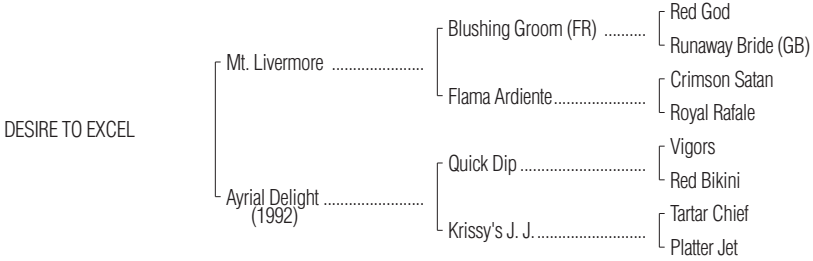 Red God
Blushing Groom (FR) ..........
Runaway Bride (GB)
Mt. Livermore ......................
Crimson Satan
Flama Ardiente......................
Royal Rafale
DESIRE TO EXCEL
Vigors
Quick Dip ..............................
Red Bikini
Ayrial Delight ........................
(1992)
Tartar Chief
Krissy's J. J. ..........................
Platter Jet